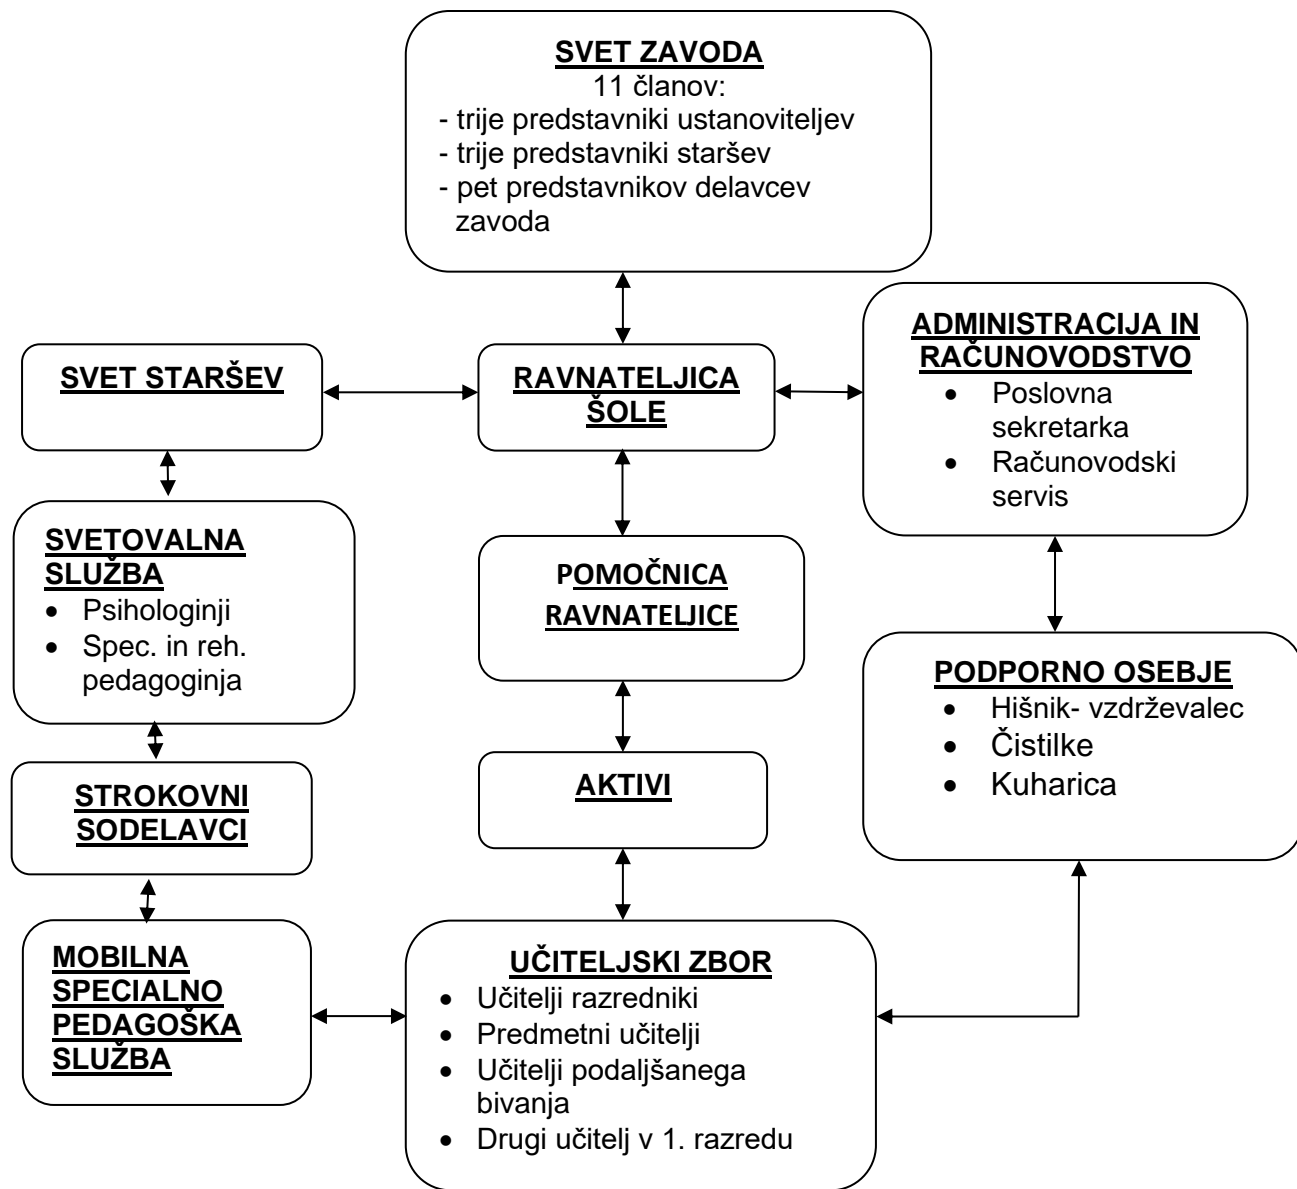 SVET ZAVODA
11 članov:
- trije predstavniki ustanoviteljev
- trije predstavniki staršev
- pet predstavnikov delavcev
zavoda
SVET STARŠEV
RAVNATELJICA
ŠOLE
ADMINISTRACIJA IN
RAČUNOVODSTVO
• Poslovna
sekretarka
• Računovodski
servis
SVETOVALNA
SLUŽBA
• Psihologinji
• Spec. in reh.
pedagoginja
POMOČNICA
RAVNATELJICE
PODPORNO OSEBJE
• Hišnik- vzdrževalec
• Čistilke
• Kuharica
STROKOVNI
SODELAVCI
AKTIVI
MOBILNA
SPECIALNO
PEDAGOŠKA
SLUŽBA
UČITELJSKI ZBOR
• Učitelji razredniki
• Predmetni učitelji
• Učitelji podaljšanega
bivanja
• Drugi učitelj v 1. razredu